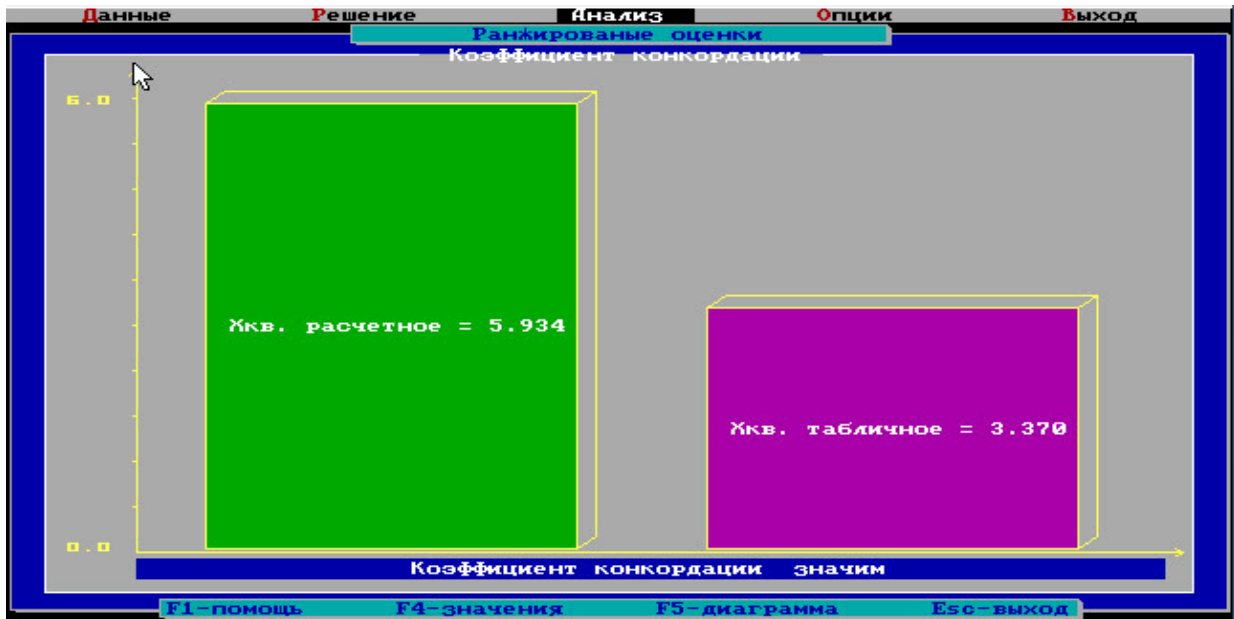 Данные Решение Анализ Опции Выход
Ранжированые оценки
Коэффициент конкордации
6.0
Хкв. расчетное = 5.934
Хкв. табличное = 3.370
0.0
Коэффициент конкордации значим
F1-помощь F4-значения F5-диаграмма Esc-выход